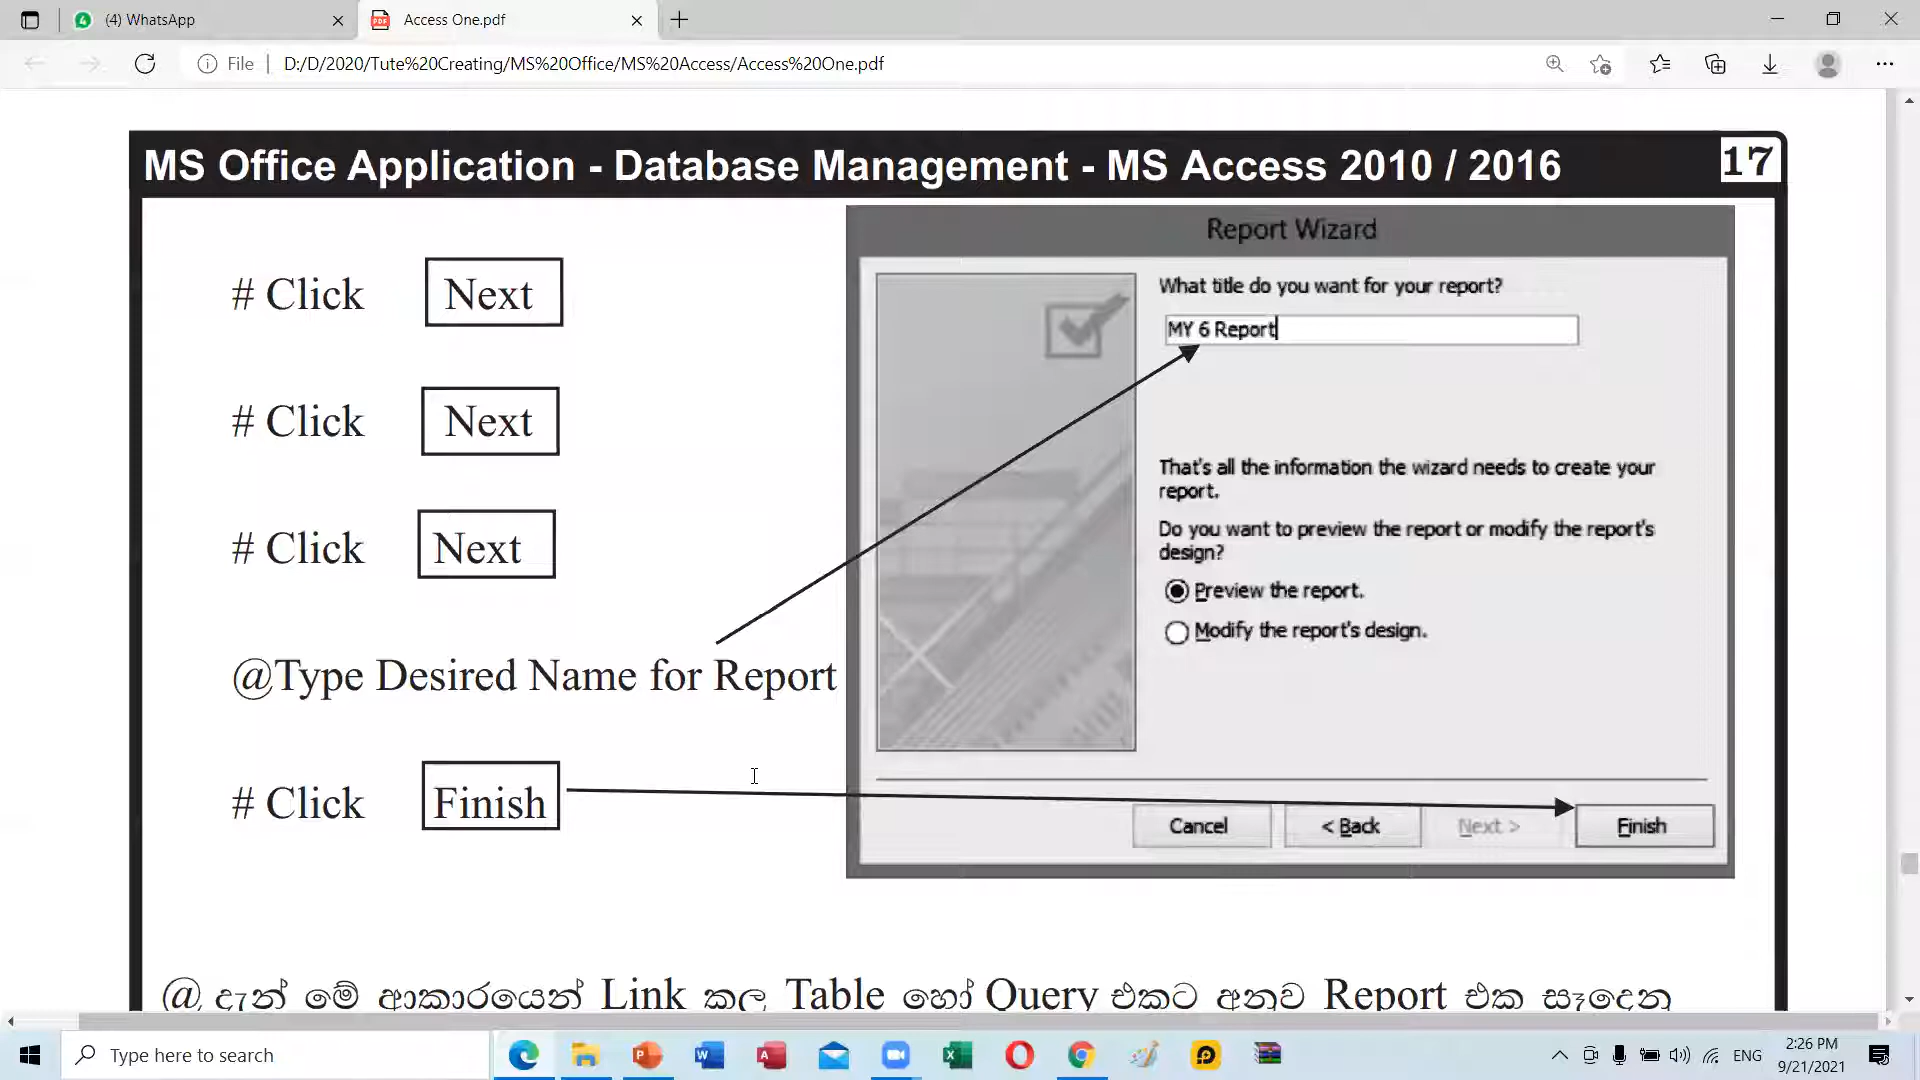 (4) WhatsApp
Access One.pdf
File
D:/D/2020/Tute%20Creating/MS%20Office/MS%20Access/Access%20One.pdf
MS Office Application - Database Management - MS Access 2010 / 2016
17
# Click Next
# Click Next
# Click Next
@Type Desired Name for Report
# Click Finish
Report Wizard
What title do you want for your report?
MY 6 Report
That's all the information the wizard needs to create your
report.
Do you want to preview the report or modify the report's
design?
Preview the report.
Modify the report's design.
Cancel
< Back
Next >
Finish
@ දැන් මේ ආකාරයෙන් Link කල Table හෝ Query එකට අනුව Report එක සෑදෙනු
Type here to search
ENG
2:26 PM
9/21/2021